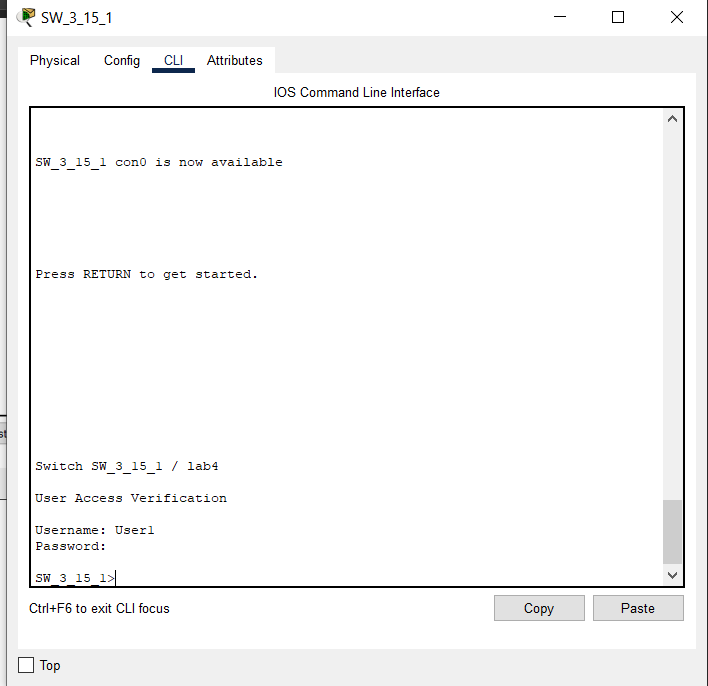 SW_3_15_1
Physical Config CLI Attributes
IOS Command Line Interface
SW_3_15_1 con0 is now available
Press RETURN to get started.
Switch SW_3_15_1 / lab4
User Access Verification
Username: User1
Password:
SW_3_15_1>
Ctrl+F6 to exit CLI focus
Copy
Paste
Top